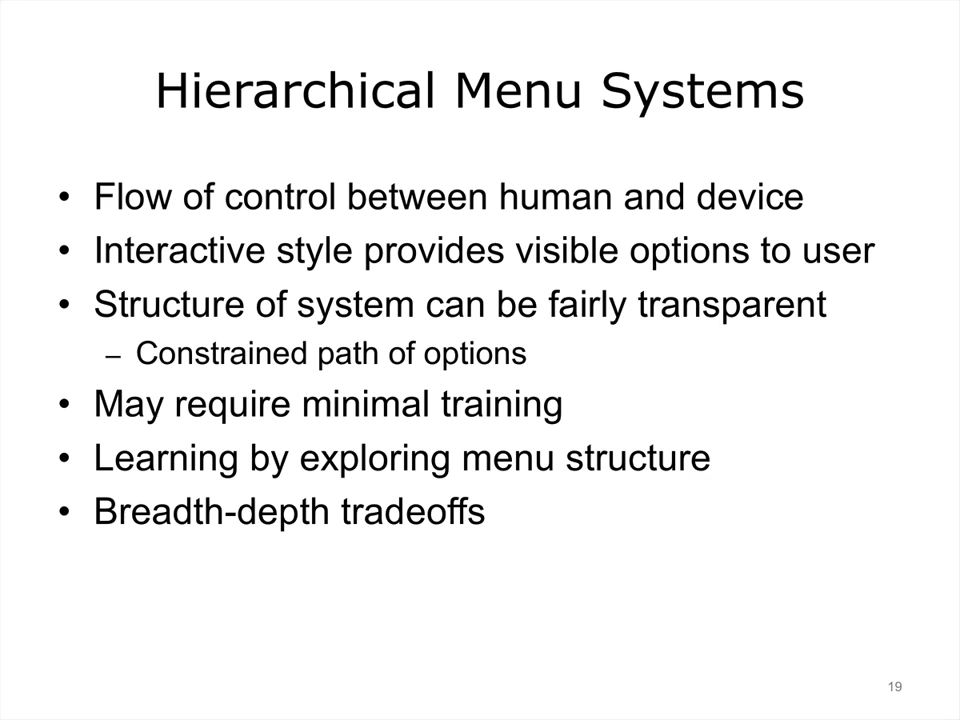 Hierarchical Menu Systems
• Flow of control between human and device
• Interactive style provides visible options to user
• Structure of system can be fairly transparent
– Constrained path of options
• May require minimal training
• Learning by exploring menu structure
• Breadth-depth tradeoffs
19